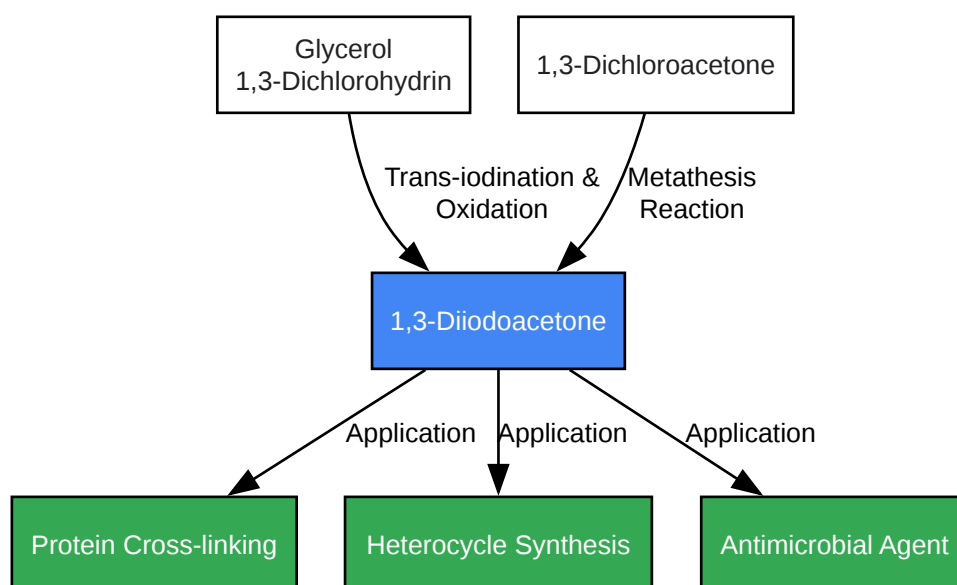 Glycerol
1,3-Dichlorohydrin
1,3-Dichloroacetone
Trans-iodination &
Oxidation
Metathesis
Reaction
1,3-Diiodoacetone
Application
Application
Application
Protein Cross-linking
Heterocycle Synthesis
Antimicrobial Agent